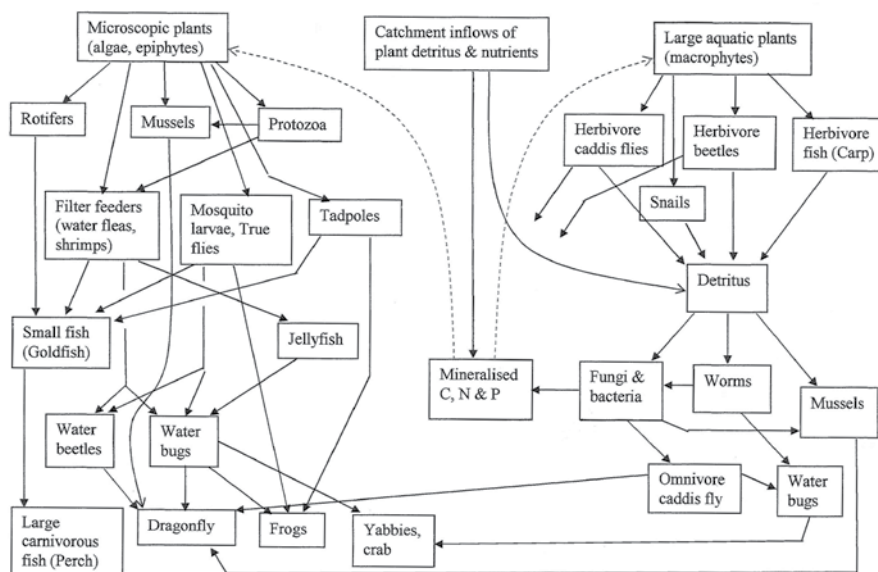 Microscopic plants
(algae, epiphytes)
Catchment inflows of
plant detritus & nutrients
Large aquatic plants
(macrophytes)
Rotifers
Mussels
Protozoa
Herbivore
caddis flies
Herbivore
beetles
Herbivore
fish (Carp)
Filter feeders
(water fleas,
shrimps)
Mosquito
larvae, True
flies
Tadpoles
Snails
Detritus
Small fish
(Goldfish)
Jellyfish
Mineralised
C, N & P
Fungi &
bacteria
Worms
Mussels
Water
beetles
Water
bugs
Omnivore
caddis fly
Water
bugs
Large
carnivorous
fish (Perch)
Dragonfly
Frogs
Yabbies,
crab